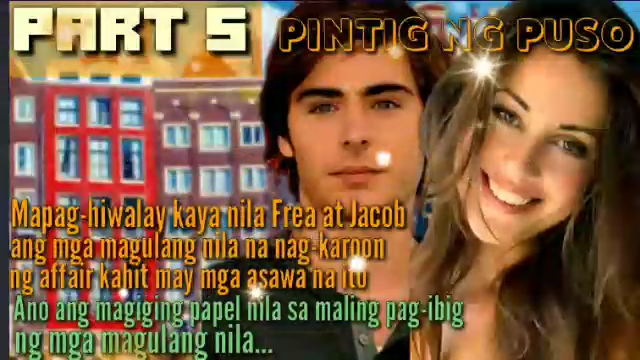 PART 5
PINTIG NG PUSO
Mapag-hiwalay kaya nila Frea at Jacob
ang mga magulang nila na nag-karoon
ng affair kahit may mga asawa na ito
Ano ang magiging papel nila sa maling pag-ibig
ng mga magulang nila...